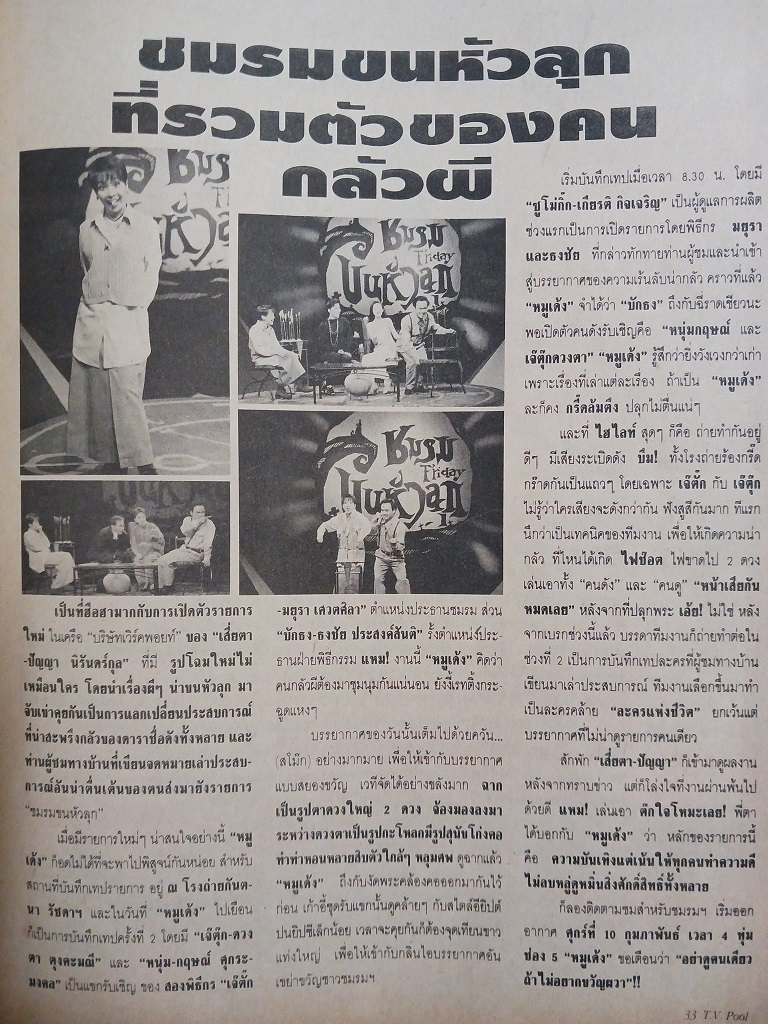 ชมรมขนหัวลุก
ที่รวมตัวของคน
กลัวผี
ชมรม
ขนหัวลุก
ชมรม
Friday
ขนหัวลุก
ชมรม
Friday
ขนหัวลุก
ขนหัวลุก
เป็นที่ฮือฮามากกับการเปิดตัวรายการ
ใหม่ ในเครือ “บริษัทเวิร์คพอยท์” ของ “เสี่ยตา
-ปัญญา นิรันดร์กุล” ที่มี รูปโฉมใหม่ไม่
เหมือนใคร โดยนำเรื่องผีๆ น่าขนหัวลุก มา
จับเข่าคุยกันเป็นการแลกเปลี่ยนประสบการณ์
ที่น่าสะพรึงกลัวของดาราชื่อดังทั้งหลาย และ
ท่านผู้ชมทางบ้านที่เขียนจดหมายเล่าประสบ-
การณ์อันน่าตื่นเต้นของตนส่งมายังรายการ
“ชมรมขนหัวลุก”
เมื่อมีรายการใหม่ๆ น่าสนใจอย่างนี้ “หมู
เด้ง” ก็อดไม่ได้ที่จะพาไปพิสูจน์กันหน่อย สำหรับ
สถานที่บันทึกเทปรายการ อยู่ ณ โรงถ่ายกันต-
นา รัชดาฯ และในวันที่ “หมูเด้ง” ไปเยือน
ก็เป็นการบันทึกเทปครั้งที่ 2 โดยมี “เจ๊ตุ๊ก-ดวง
ตา ตุงคะมณี” และ “หนุ่ม-กฤษณ์ ศุกระ-
มงคล” เป็นแขกรับเชิญ ของ สองพิธีกร “เจ๊ตั๊ก
-มยุรา เศวตศิลา” ตำแหน่งประธานชมรม ส่วน
“บักธง-ธงชัย ประสงค์สันติ” รั้งตำแหน่งประ-
ธานฝ่ายพิธีกรรม แหม! งานนี้ “หมูเด้ง” คิดว่า
คนกลัวผีต้องมาชุมนุมกันแน่นอน ยังงี้เรทติ้งกระ-
ฉูดแหงๆ
บรรยากาศของวันนั้นเต็มไปด้วยควัน...
(สโม๊ก) อย่างมากมาย เพื่อให้เข้ากับบรรยากาศ
แบบสยองขวัญ เวทีจัดได้อย่างขลังมาก ฉาก
เป็นรูปตาดวงใหญ่ 2 ดวง จ้องมองลงมา
ระหว่างดวงตาเป็นรูปกะโหลกมีรูปสุนัขโก่งคอ
ทำท่าหอนหลายสิบตัวใกล้ๆ หลุมศพ ดูฉากแล้ว
“หมูเด้ง” ถึงกับงัดพระคล้องคอออกมากันไว้
ก่อน เก้าอี้ชุดรับแขกนั้นดูคล้ายๆ กับสไตล์อียิปต์
ปนยิปซีเล็กน้อย เวลาจะคุยกันก็ต้องจุดเทียนขาว
แท่งใหญ่ เพื่อให้เข้ากับกลิ่นไอบรรยากาศอัน
เขย่าขวัญชาวชมรมฯ
เริ่มบันทึกเทปเมื่อเวลา 8.30 น. โดยมี
“ซูโม่กิ๊ก-เกียรติ กิจเจริญ” เป็นผู้ดูแลการผลิต
ช่วงแรกเป็นการเปิดรายการโดยพิธีกร มยุรา
และธงชัย ที่กล่าวทักทายท่านผู้ชมและนำเข้า
สู่บรรยากาศของความเร้นลับน่ากลัว คราวที่แล้ว
“หมูเด้ง” จำได้ว่า “บักธง” ถึงกับฉี่ราดเชียวนะ
พอเปิดตัวคนดังรับเชิญคือ “หนุ่มกฤษณ์ และ
เจ๊ตุ๊กดวงตา” “หมูเด้ง” รู้สึกว่ายิ่งวังเวงกว่าเก่า
เพราะเรื่องที่เล่าแต่ละเรื่อง ถ้าเป็น “หมูเด้ง”
ละก็คง กรี๊ดล้มตึง ปลุกไม่ตื่นแน่ๆ
และที่ ไฮไลท์ สุดๆ ก็คือ ถ่ายทำกันอยู่
ดีๆ มีเสียงระเบิดดัง บึม! ทั้งโรงถ่ายร้องกรี๊ด
กร๊าดกันเป็นแถวๆ โดยเฉพาะ เจ๊ตั๊ก กับ เจ๊ตุ๊ก
ไม่รู้ว่าใครเสียงจะดังกว่ากัน ฟังสูสีกันมาก ทีแรก
นึกว่าเป็นเทคนิคของทีมงาน เพื่อให้เกิดความน่า
กลัว ที่ไหนได้เกิด ไฟช๊อต ไฟขาดไป 2 ดวง
เล่นเอาทั้ง “คนดัง” และ “คนดู” “หน้าเสียกัน
หมดเลย” หลังจากที่ปลุกพระ เอ้ย! ไม่ใช่ หลัง
จากเบรกช่วงนี้แล้ว บรรดาทีมงานก็ถ่ายทำต่อใน
ช่วงที่ 2 เป็นการบันทึกเทปละครที่ผู้ชมทางบ้าน
เขียนมาเล่าประสบการณ์ ทีมงานเลือกขึ้นมาทำ
เป็นละครคล้าย “ละครแห่งชีวิต” ยกเว้นแต่
บรรยากาศที่ไม่น่าดูรายการคนเดียว
สักพัก “เสี่ยตา-ปัญญา” ก็เข้ามาดูผลงาน
หลังจากทราบข่าว แต่ก็โล่งใจที่งานผ่านพ้นไป
ด้วยดี แหม! เล่นเอา ตกใจโหมะเลย! พี่ตา
ได้บอกกับ “หมูเด้ง” ว่า หลักของรายการนี้
คือ ความบันเทิงแต่เน้นให้ทุกคนทำความดี
ไม่ลบหลู่ดูหมิ่นสิ่งศักดิ์สิทธิ์ทั้งหลาย
ก็ลองติดตามชมสำหรับชมรมฯ เริ่มออก
อากาศ ศุกร์ที่ 10 กุมภาพันธ์ เวลา 4 ทุ่ม
ช่อง 5 “หมูเด้ง” ขอเตือนว่า “อย่าดูคนเดียว
ถ้าไม่อยากขวัญผวา”!!
33 T.V. Pool